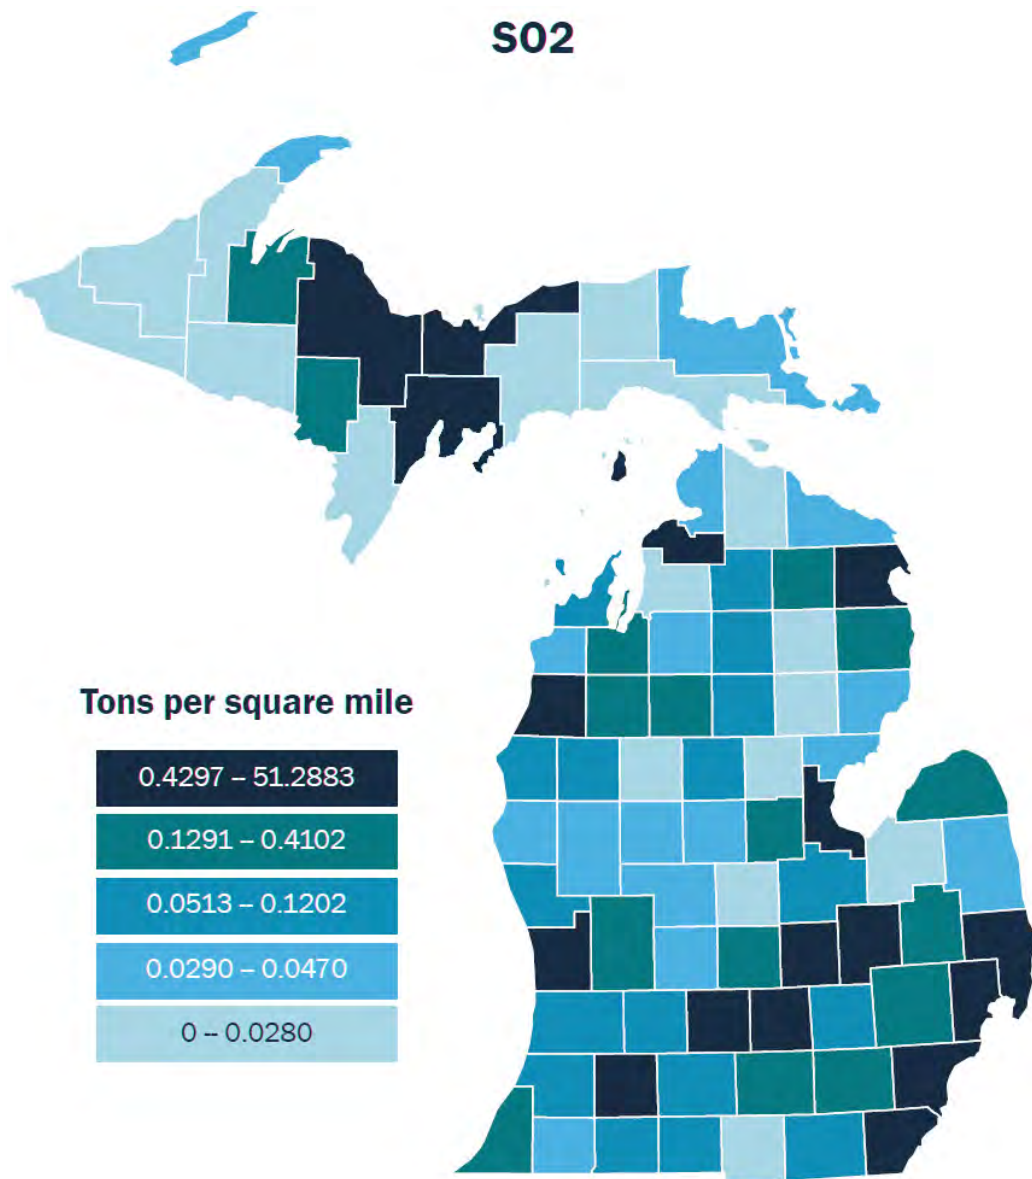 SO2
Tons per square mile
0.4297 – 51.2883
0.1291 – 0.4102
0.0513 – 0.1202
0.0290 – 0.0470
0 – 0.0280